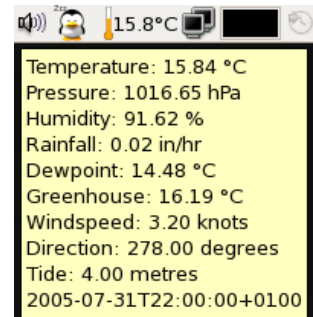 Zzz
15.8°C
Temperature: 15.84 °C
Pressure: 1016.65 hPa
Humidity: 91.62 %
Rainfall: 0.02 in/hr
Dewpoint: 14.48 °C
Greenhouse: 16.19 °C
Windspeed: 3.20 knots
Direction: 278.00 degrees
Tide: 4.00 metres
2005-07-31T22:00:00+0100